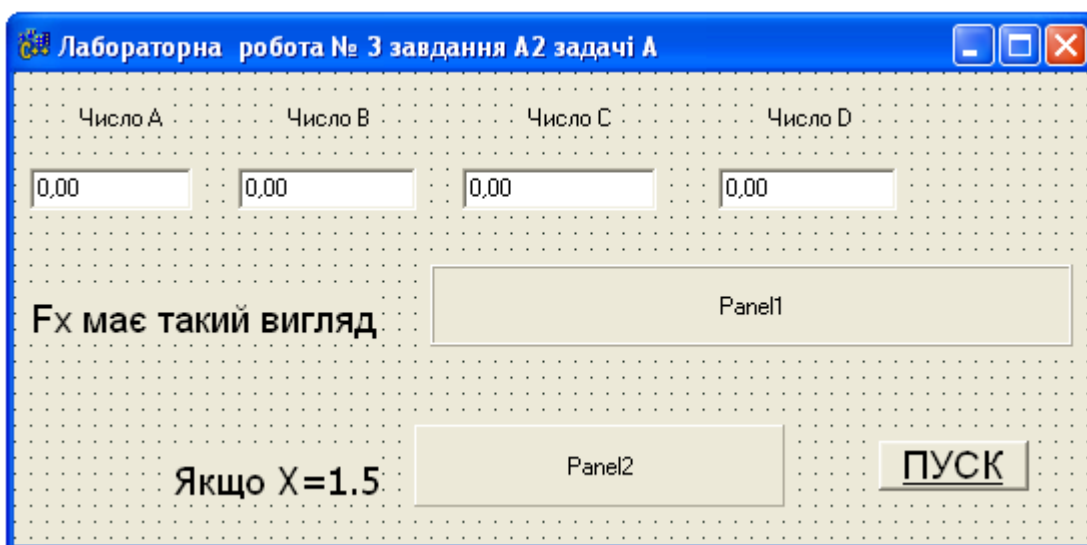 Лабораторна робота № 3 завдання А2 задачі А
Число А Число В Число С Число D
0,00 0,00 0,00 0,00
Fx має такий вигляд Panel1
Якщо X=1.5 Panel2 ПУСК